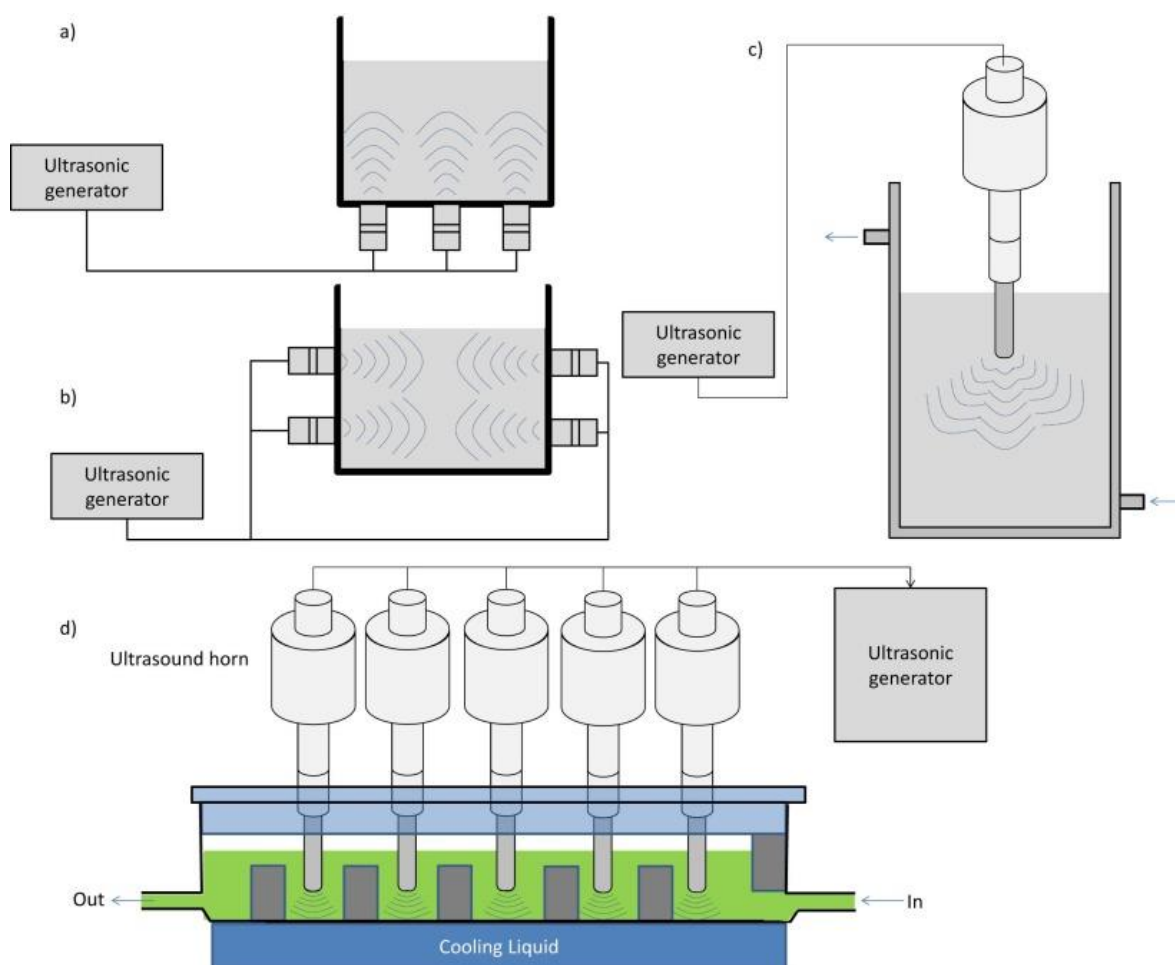 a)
Ultrasonic
generator
b)
Ultrasonic
generator
c)
Ultrasonic
generator
d)
Ultrasound horn
Ultrasonic
generator
Out
In
Cooling Liquid